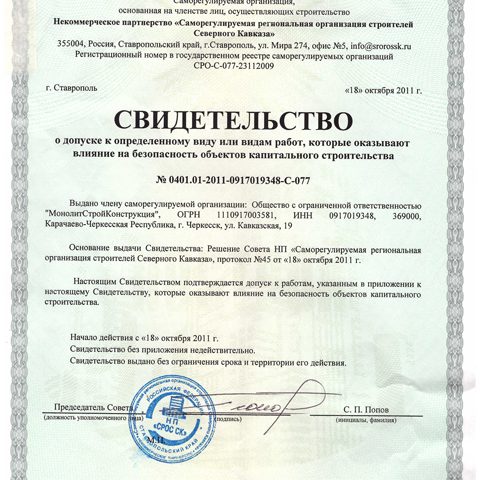 Саморегулируемая организация,
основанная на членстве лиц, осуществляющих строительство
Некоммерческое партнерство «Саморегулируемая региональная организация строителей
Северного Кавказа»
355004, Россия, Ставропольский край, г.Ставрополь, ул. Мира 274, офис №5, info@srorossk.ru
Регистрационный номер в государственном реестре саморегулируемых организаций
СРО-С-077-23112009
г. Ставрополь «18» октября 2011 г.
СВИДЕТЕЛЬСТВО
о допуске к определенному виду или видам работ, которые оказывают
влияние на безопасность объектов капитального строительства
№ 0401.01-2011-0917019348-С-077
Выдано члену саморегулируемой организации: Общество с ограниченной ответственностью
"МонолитСтройКонструкция", ОГРН 1110917003581, ИНН 0917019348, 369000,
Карачаево-Черкесская Республика, г. Черкесск, ул. Кавказская, 19
Основание выдачи Свидетельства: Решение Совета НП «Саморегулируемая региональная
организация строителей Северного Кавказа», протокол №45 от «18» октября 2011 г.
Настоящим Свидетельством подтверждается допуск к работам, указанным в приложении к
настоящему Свидетельству, которые оказывают влияние на безопасность объектов капитального
строительства.
Начало действия с «18» октября 2011 г.
Свидетельство без приложения недействительно.
Свидетельство выдано без ограничения срока и территории его действия.
Председатель Совета С. П. Попов
(должность уполномоченного лица) (подпись) (инициалы, фамилия)
М.П.
РОССИЙСКАЯ ФЕДЕРАЦИЯ
НП
«СРОС СК»
СТАВРОПОЛЬСКИЙ КРАЙ